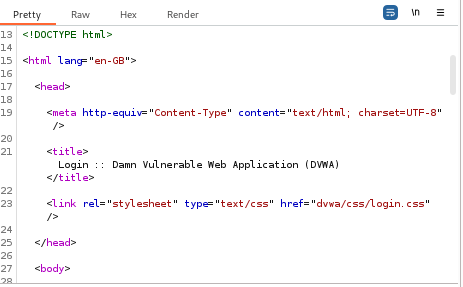 Pretty Raw Hex Render \n
13 <!DOCTYPE html>
14
15 <html lang="en-GB">
16
17 <head>
18
19 <meta http-equiv="Content-Type" content="text/html; charset=UTF-8"
/>
20
21 <title>
Login :: Damn Vulnerable Web Application (DVWA)
</title>
22
23 <link rel="stylesheet" type="text/css" href="dvwa/css/login.css"
/>
24
25 </head>
26
27 <body>
28